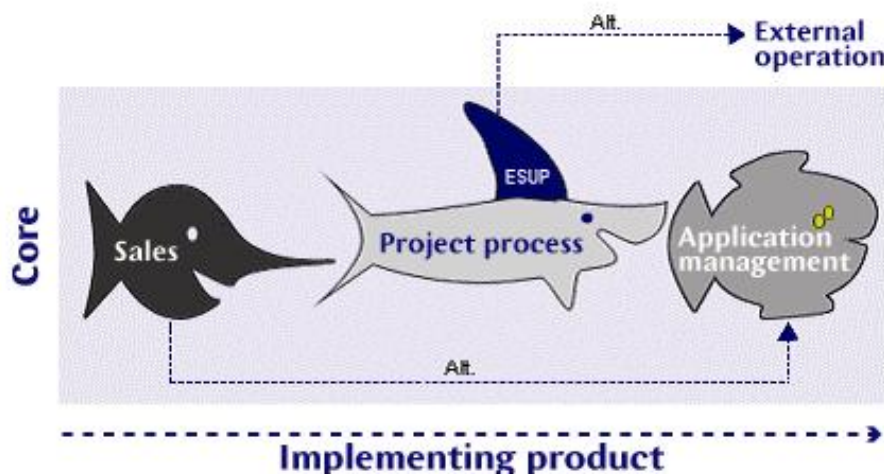 Alt.
External
operation
ESUP
Core
Sales
Project process
Application
management
Alt.
Implementing product